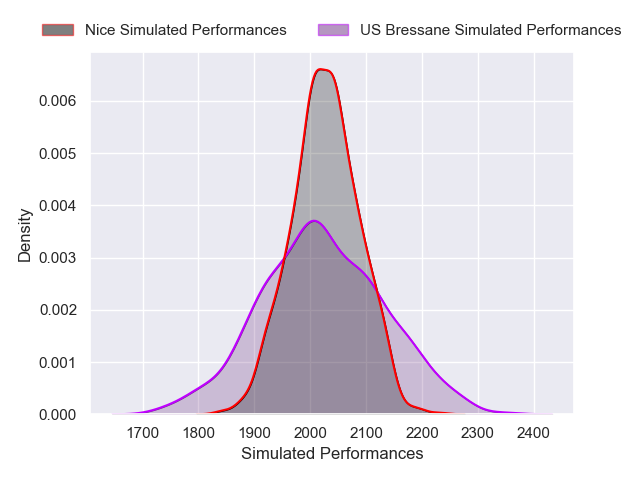 Nice Simulated Performances
US Bressane Simulated Performances
0.006
0.005
0.004
0.003
0.002
0.001
0.000
Density
1700 1800 1900 2000 2100 2200 2300 2400
Simulated Performances